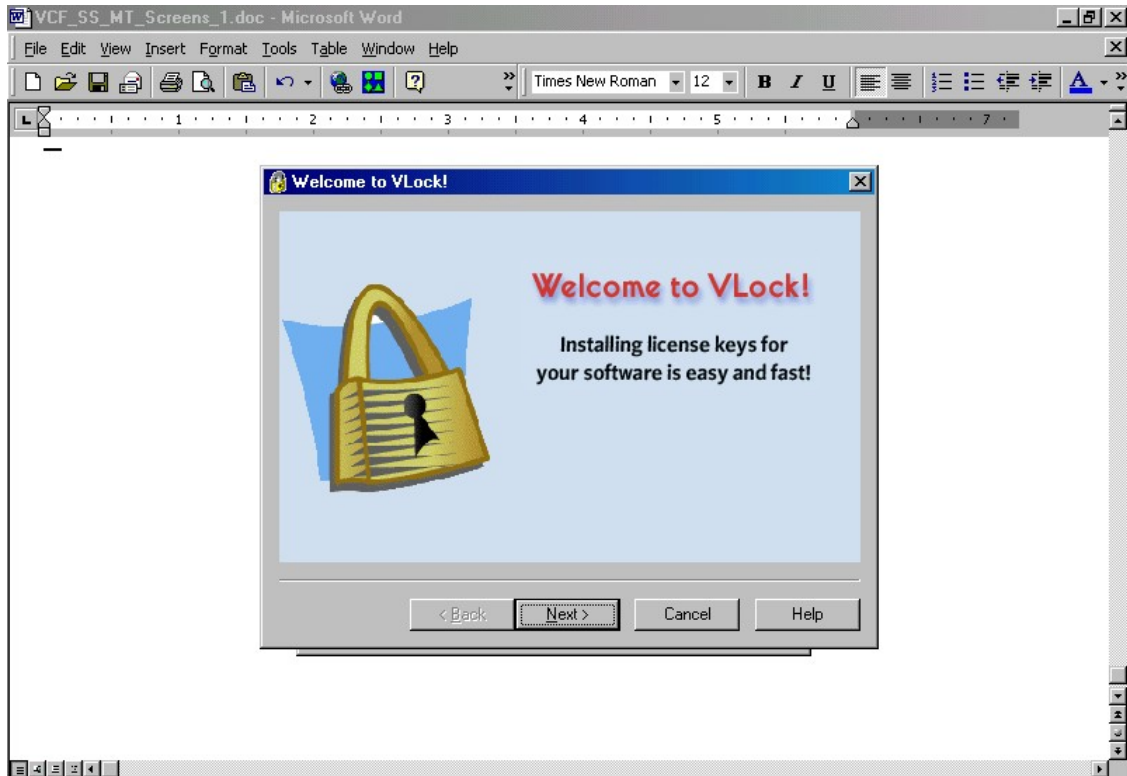 VCF_SS_MT_Screens_1.doc - Microsoft Word
File Edit View Insert Format Tools Table Window Help
Times New Roman 12 B I U A
1 2 3 4 5 7
Welcome to VLock!
Welcome to VLock!
Installing license keys for
your software is easy and fast!
< Back Next > Cancel Help